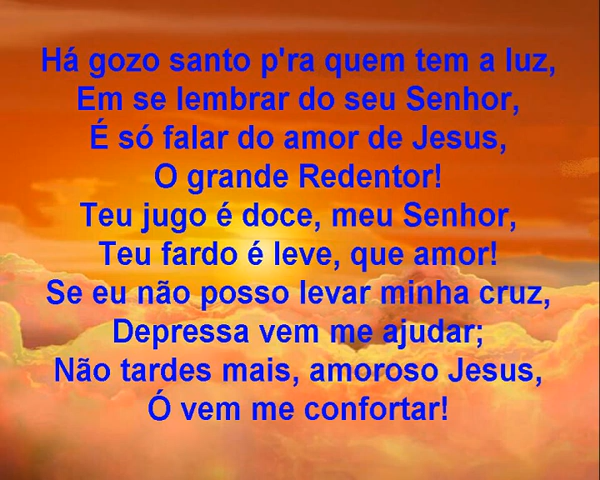 Há gozo santo p'ra quem tem a luz,
Em se lembrar do seu Senhor,
É só falar do amor de Jesus,
O grande Redentor!
Teu jugo é doce, meu Senhor,
Teu fardo é leve, que amor!
Se eu não posso levar minha cruz,
Depressa vem me ajudar;
Não tardes mais, amoroso Jesus,
Ó vem me confortar!